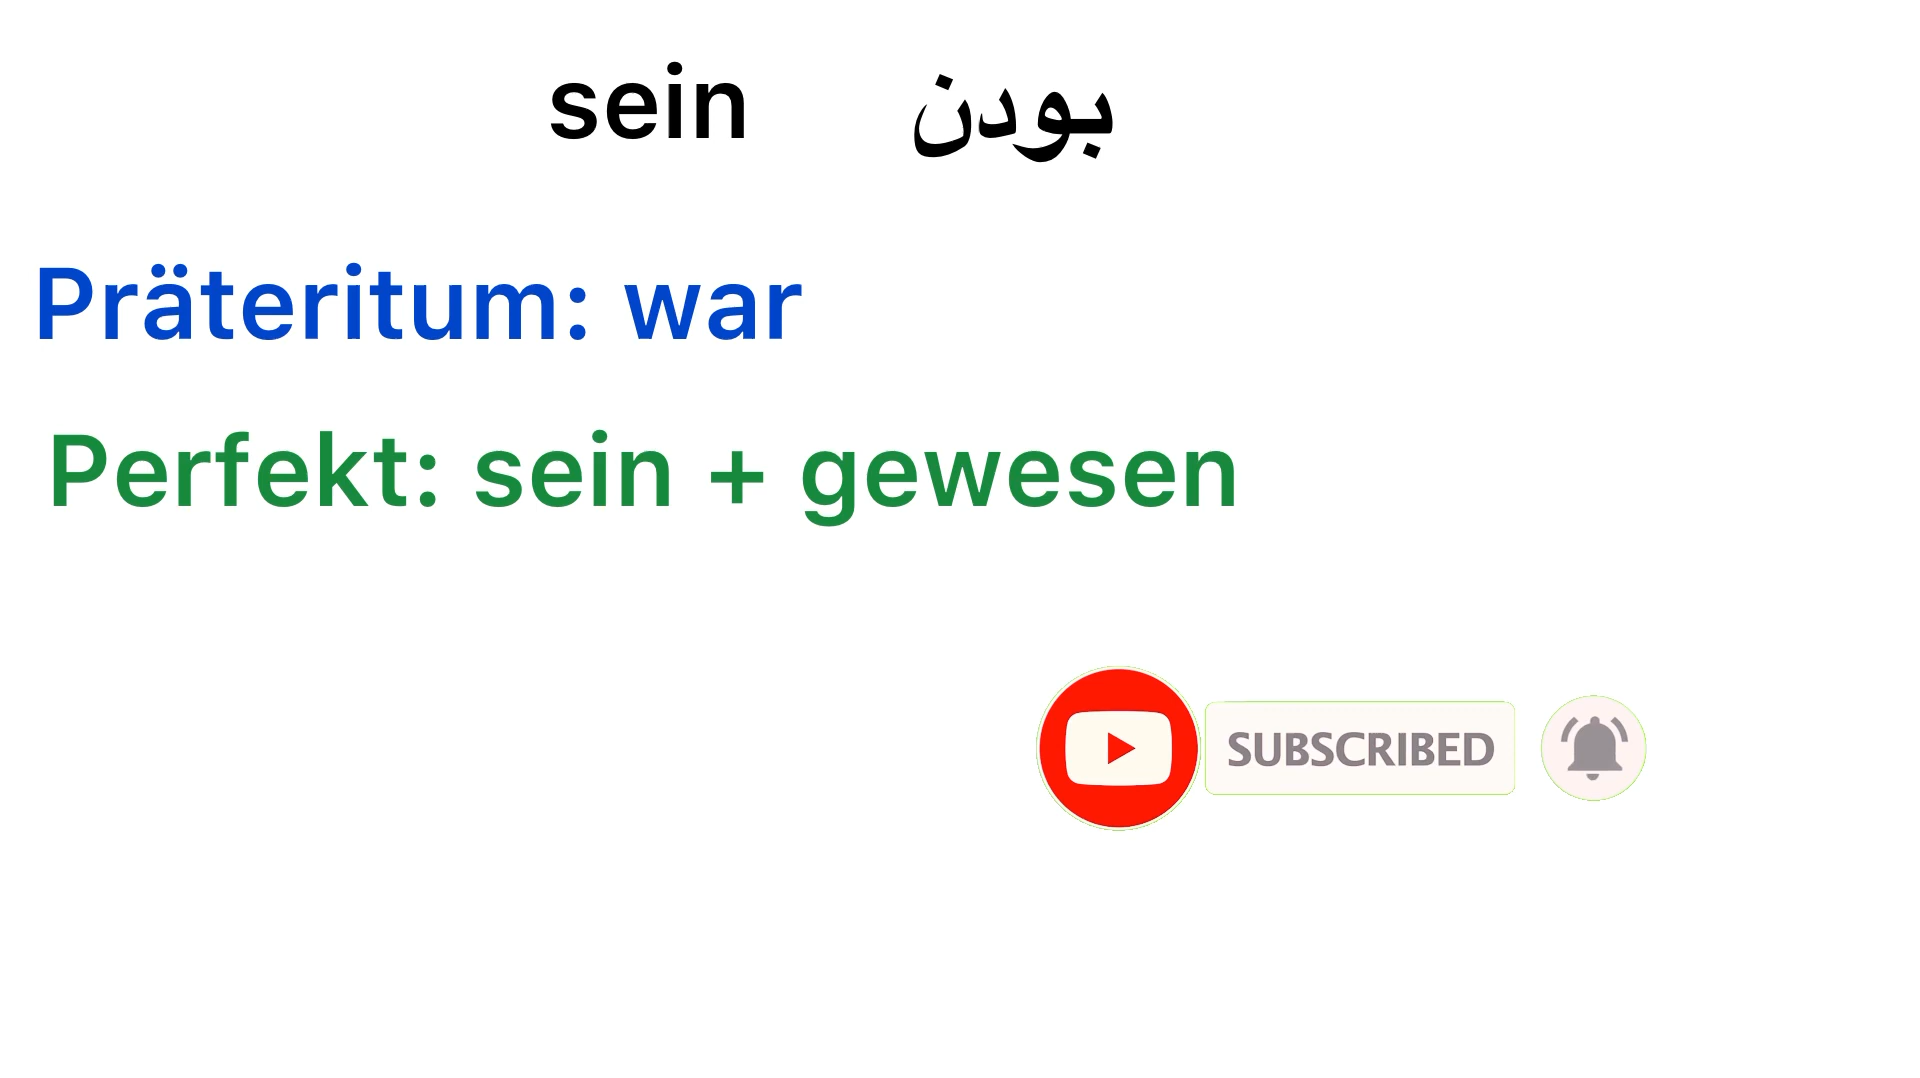 sein بودن
Präteritum: war
Perfekt: sein + gewesen
SUBSCRIBED